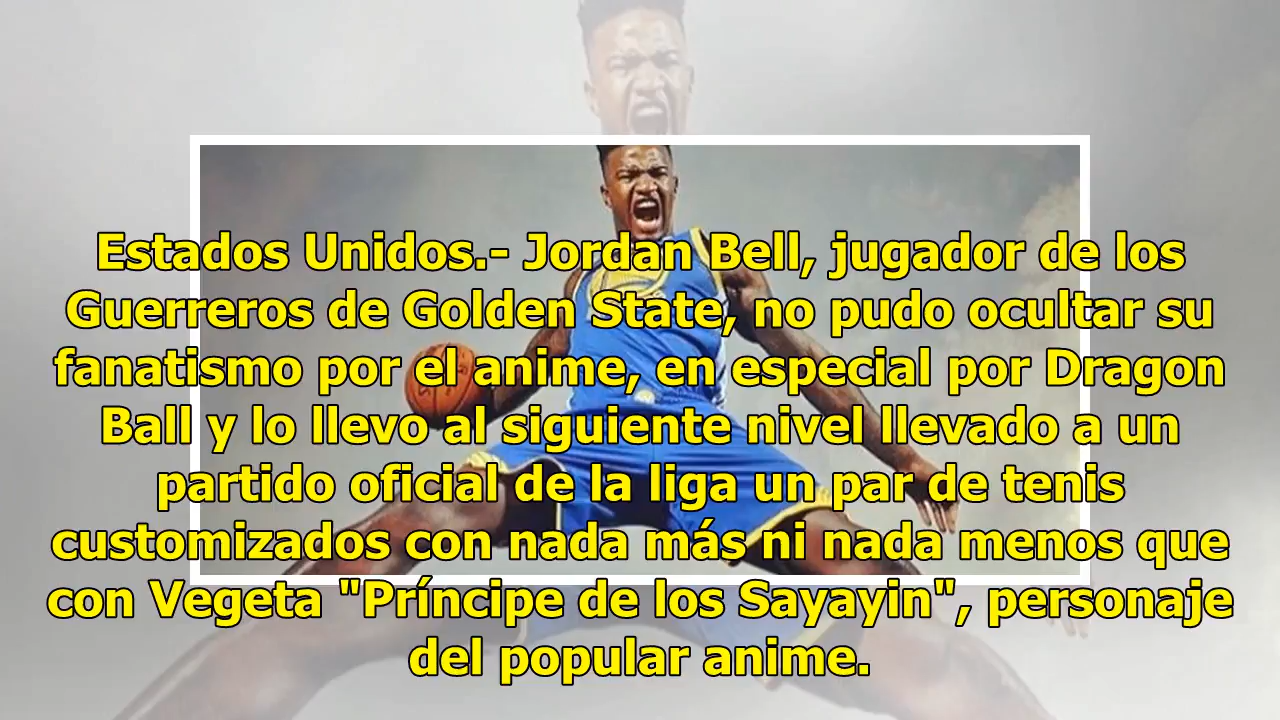 Estados Unidos.- Jordan Bell, jugador de los
Guerreros de Golden State, no pudo ocultar su
fanatismo por el anime, en especial por Dragon
Ball y lo llevo al siguiente nivel llevado a un
partido oficial de la liga un par de tenis
customizados con nada más ni nada menos que
con Vegeta "Príncipe de los Sayayin", personaje
del popular anime.